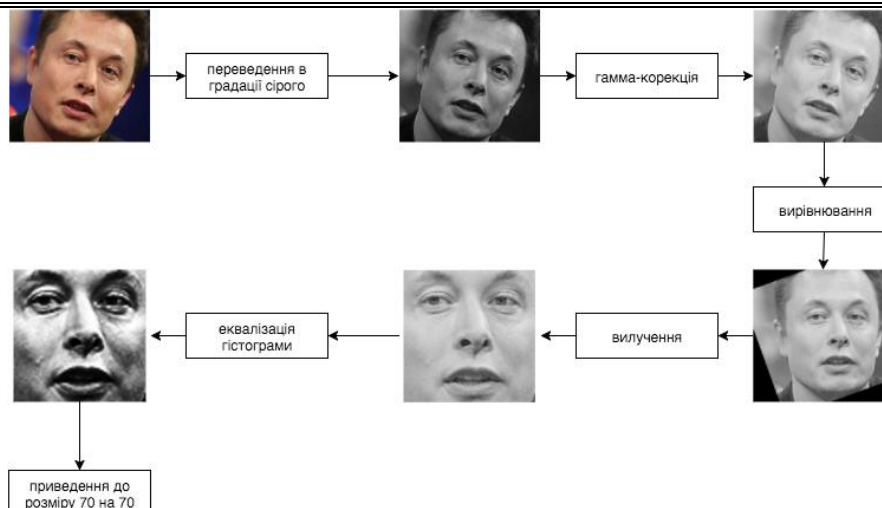 переведення в
градації сірого
гамма-корекція
вирівнювання
вилучення
еквалізація
гістограми
приведення до
розміру 70 на 70